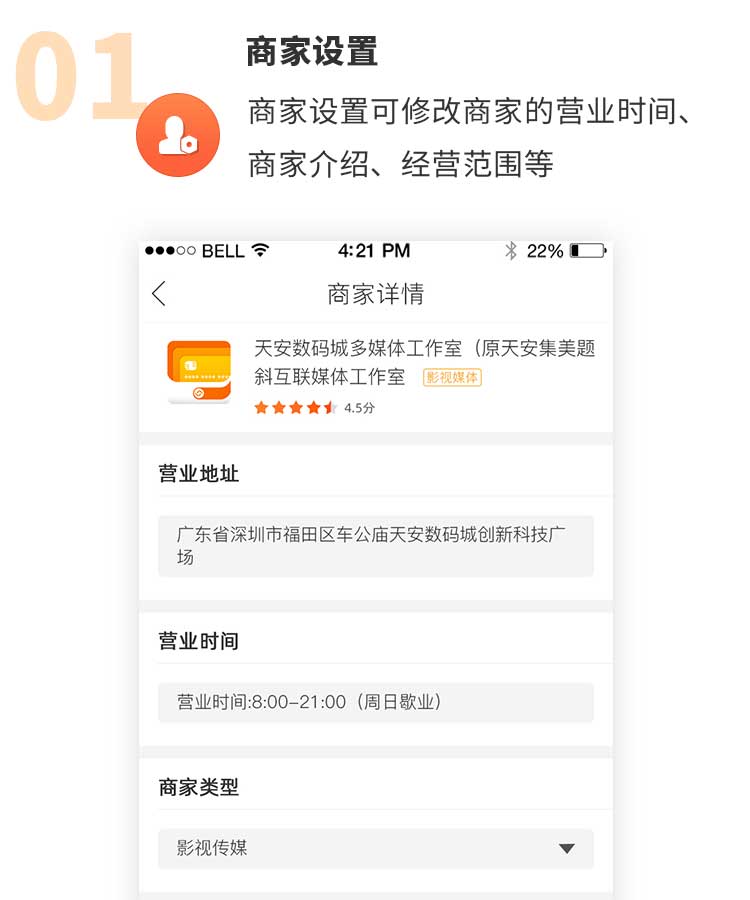 01
商家设置
商家设置可修改商家的营业时间、
商家介绍、经营范围等
BELL 4:21 PM 22%
商家详情
天安数码城多媒体工作室（原天安集美题
斜互联媒体工作室 影视媒体
4.5分
营业地址
广东省深圳市福田区车公庙天安数码城创新科技广
场
营业时间
营业时间:8:00-21:00（周日歇业）
商家类型
影视传媒